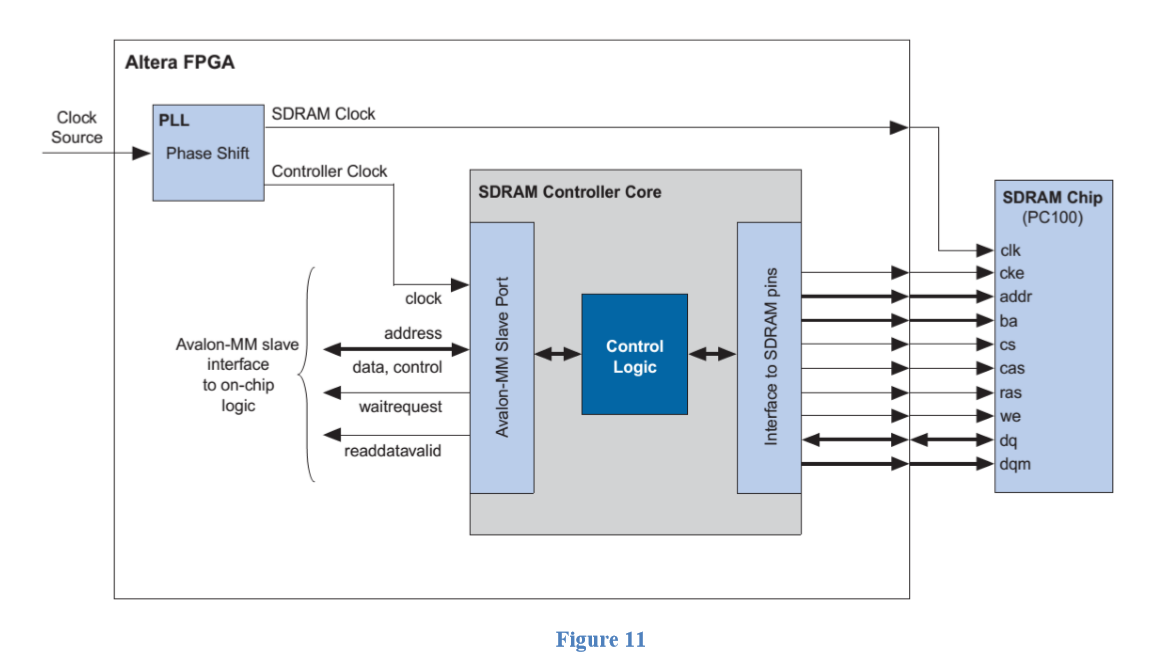 Altera FPGA
Clock
Source
PLL
Phase Shift
SDRAM Clock
Controller Clock
SDRAM Controller Core
SDRAM Chip
(PC100)
Avalon-MM slave
interface
to on-chip
logic
clock
address
data, control
waitrequest
readdatavalid
Avalon-MM Slave Port
Control
Logic
Interface to SDRAM pins
clk
cke
addr
ba
cs
cas
ras
we
dq
dqm
Figure 11